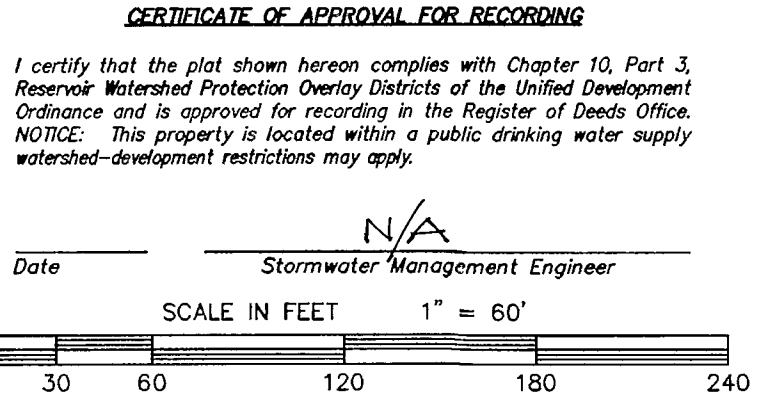 CERTIFICATE OF APPROVAL FOR RECORDING
I certify that the plat shown hereon complies with Chapter 10, Part 3,
Reservoir Watershed Protection Overlay Districts of the Unified Development
Ordinance and is approved for recording in the Register of Deeds Office.
NOTICE: This property is located within a public drinking water supply
watershed-development restrictions may apply.
N/A
Date Stormwater Management Engineer
SCALE IN FEET 1" = 60'
30 60 120 180 240